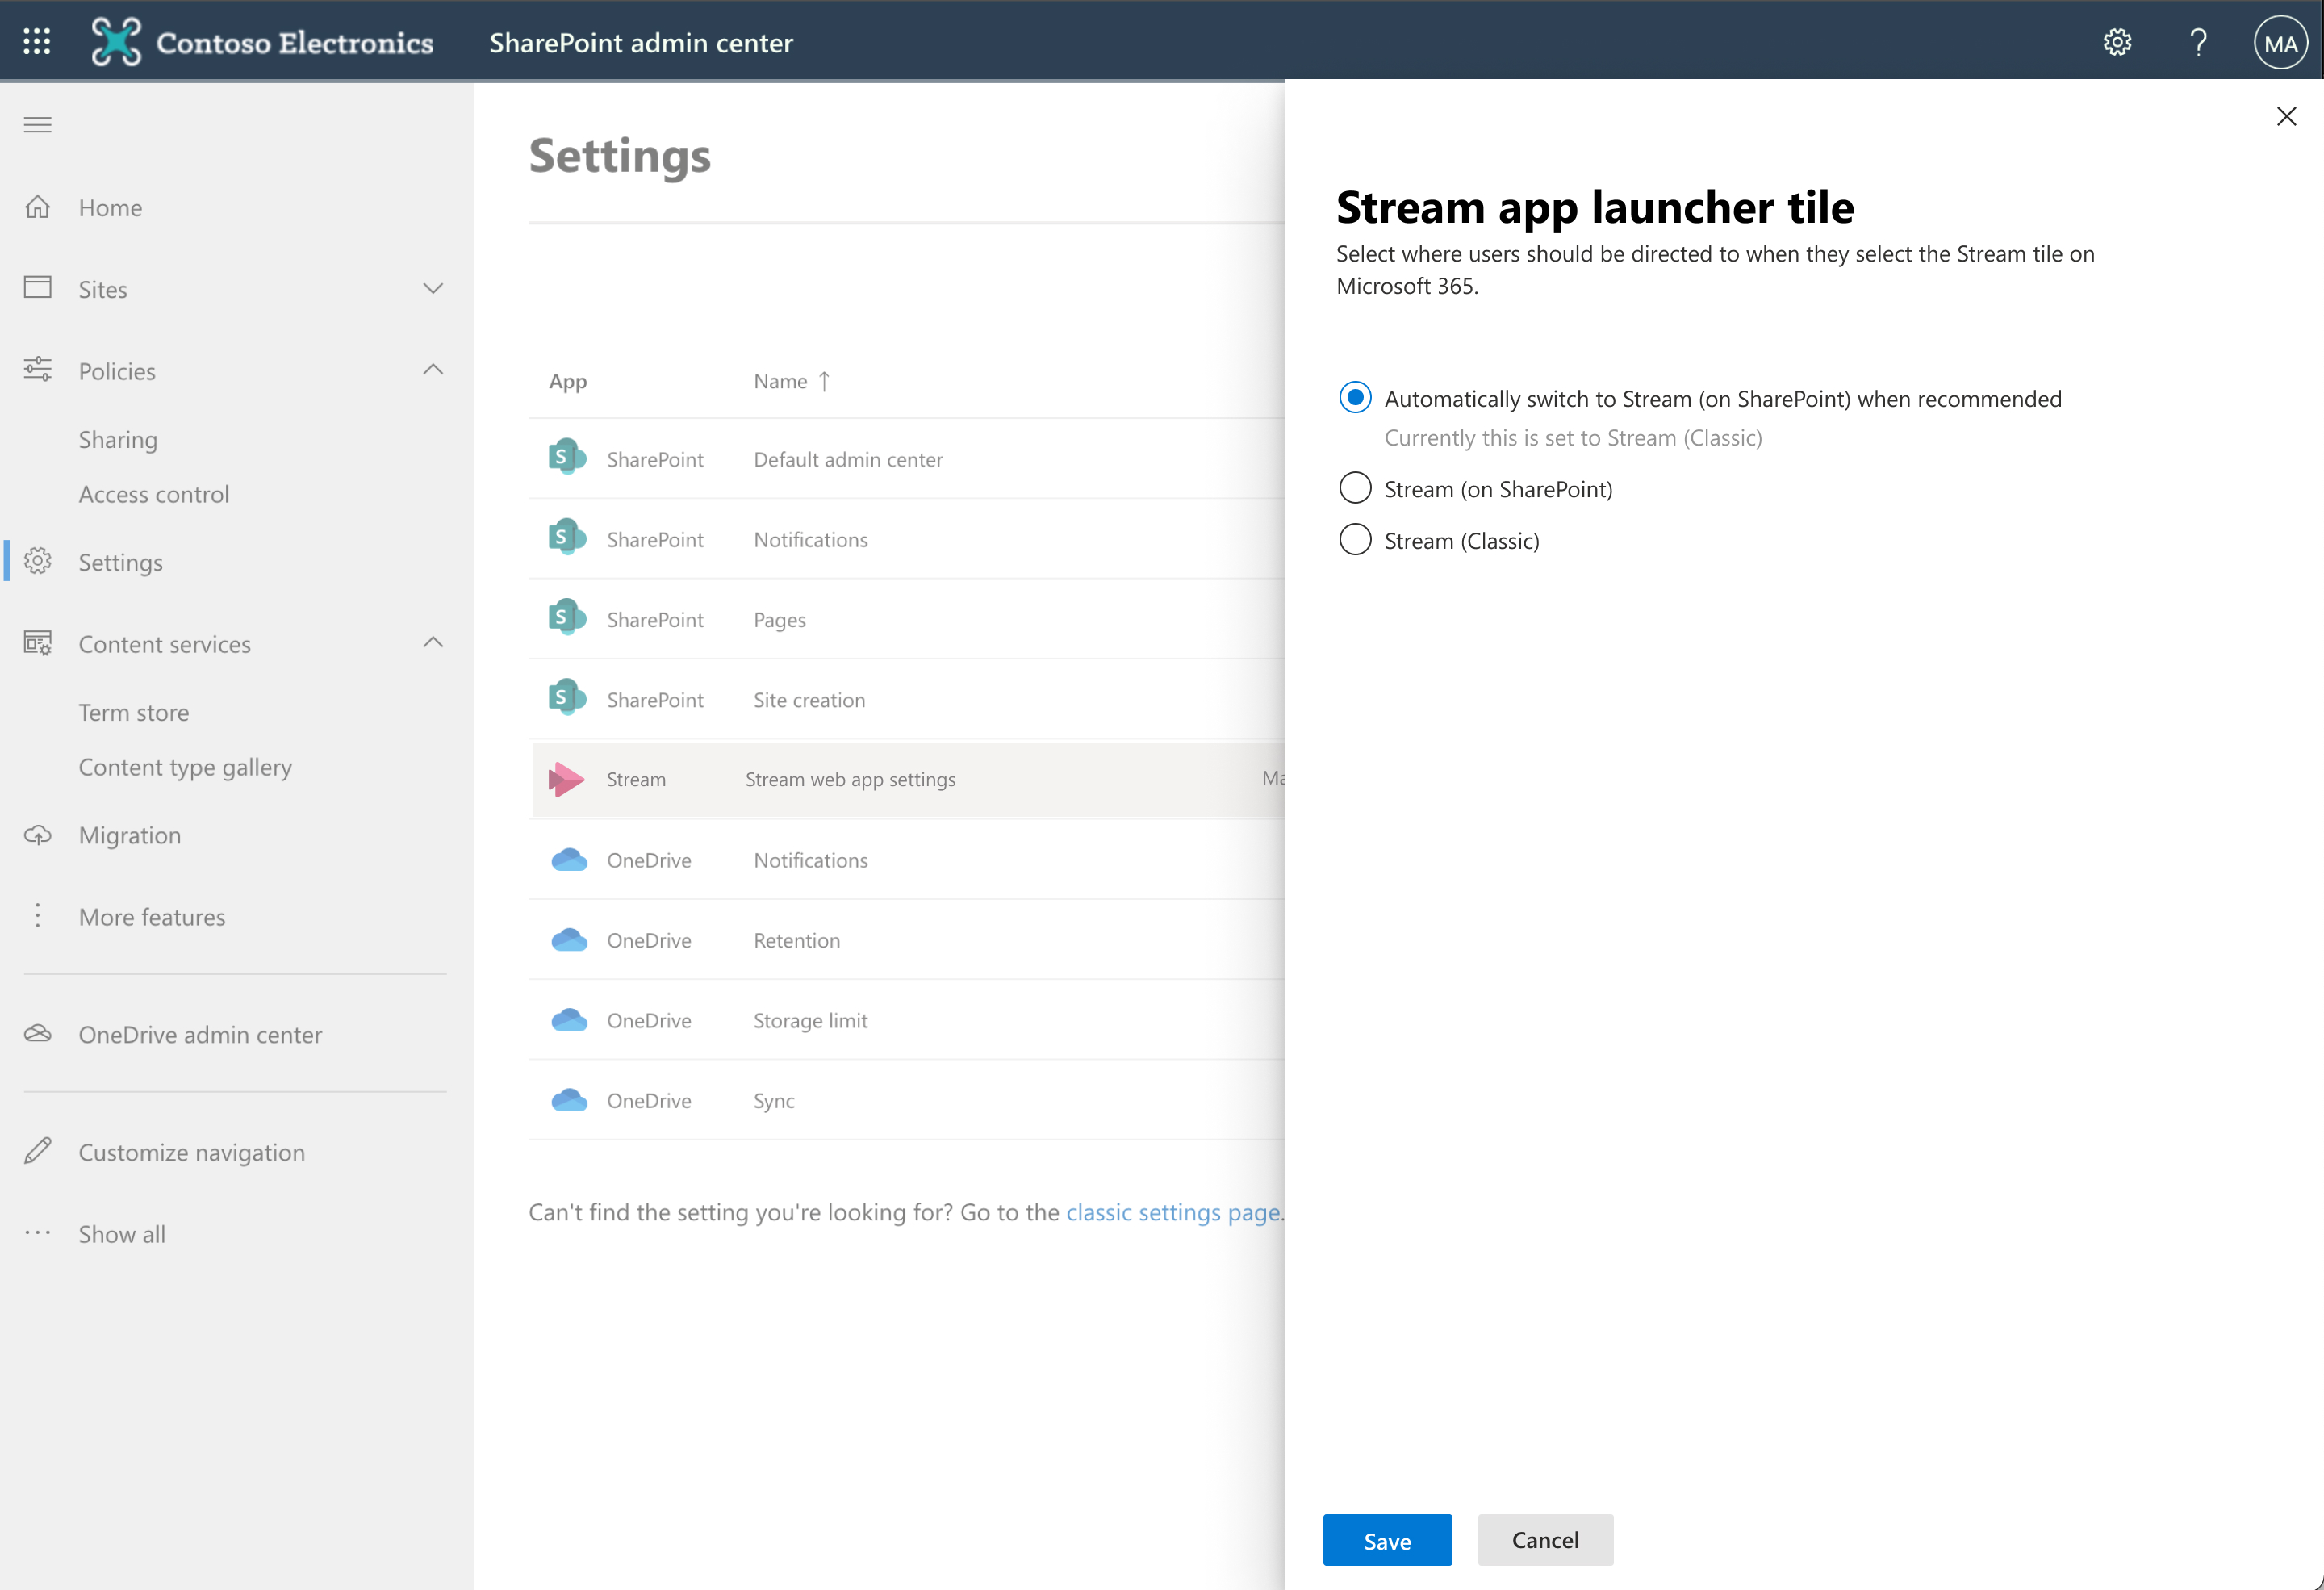 Contoso Electronics
SharePoint admin center
MA
Home
Sites
Policies
Sharing
Access control
Settings
Content services
Term store
Content type gallery
Migration
More features
OneDrive admin center
Customize navigation
Show all
Settings
App Name ↑
SharePoint Default admin center
SharePoint Notifications
SharePoint Pages
SharePoint Site creation
Stream Stream web app settings
OneDrive Notifications
OneDrive Retention
OneDrive Storage limit
OneDrive Sync
Can't find the setting you're looking for? Go to the classic settings page.
Stream app launcher tile
Select where users should be directed to when they select the Stream tile on
Microsoft 365.
Automatically switch to Stream (on SharePoint) when recommended
Currently this is set to Stream (Classic)
Stream (on SharePoint)
Stream (Classic)
Save
Cancel